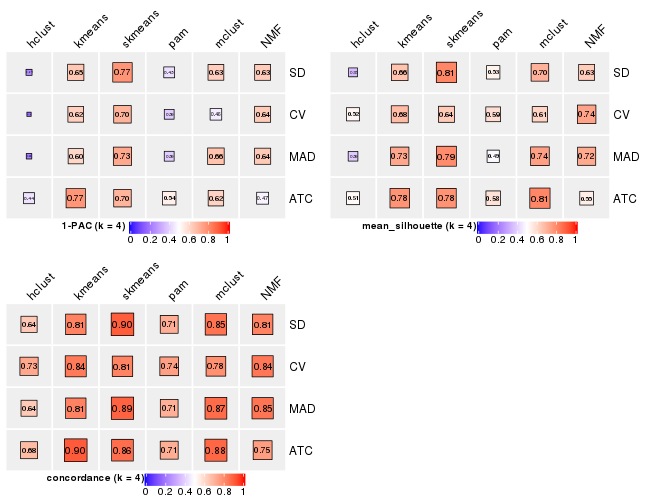 hclust kmeans skmeans pam mclust NMF
0.65 0.77 0.63 0.63 SD
0.62 0.70 0.64 CV
0.60 0.73 0.66 0.64 MAD
0.44 0.77 0.70 0.54 0.62 0.47 ATC
1-PAC (k = 4)
0 0.2 0.4 0.6 0.8 1
hclust kmeans skmeans pam mclust NMF
0.66 0.81 0.53 0.70 0.63 SD
0.52 0.68 0.64 0.59 0.61 0.74 CV
0.73 0.79 0.49 0.74 0.72 MAD
0.51 0.78 0.78 0.58 0.81 0.55 ATC
mean_silhouette (k = 4)
0 0.2 0.4 0.6 0.8 1
hclust kmeans skmeans pam mclust NMF
0.64 0.81 0.90 0.71 0.85 0.81 SD
0.73 0.84 0.81 0.74 0.78 0.84 CV
0.64 0.81 0.89 0.71 0.87 0.85 MAD
0.68 0.90 0.86 0.71 0.88 0.75 ATC
concordance (k = 4)
0 0.2 0.4 0.6 0.8 1